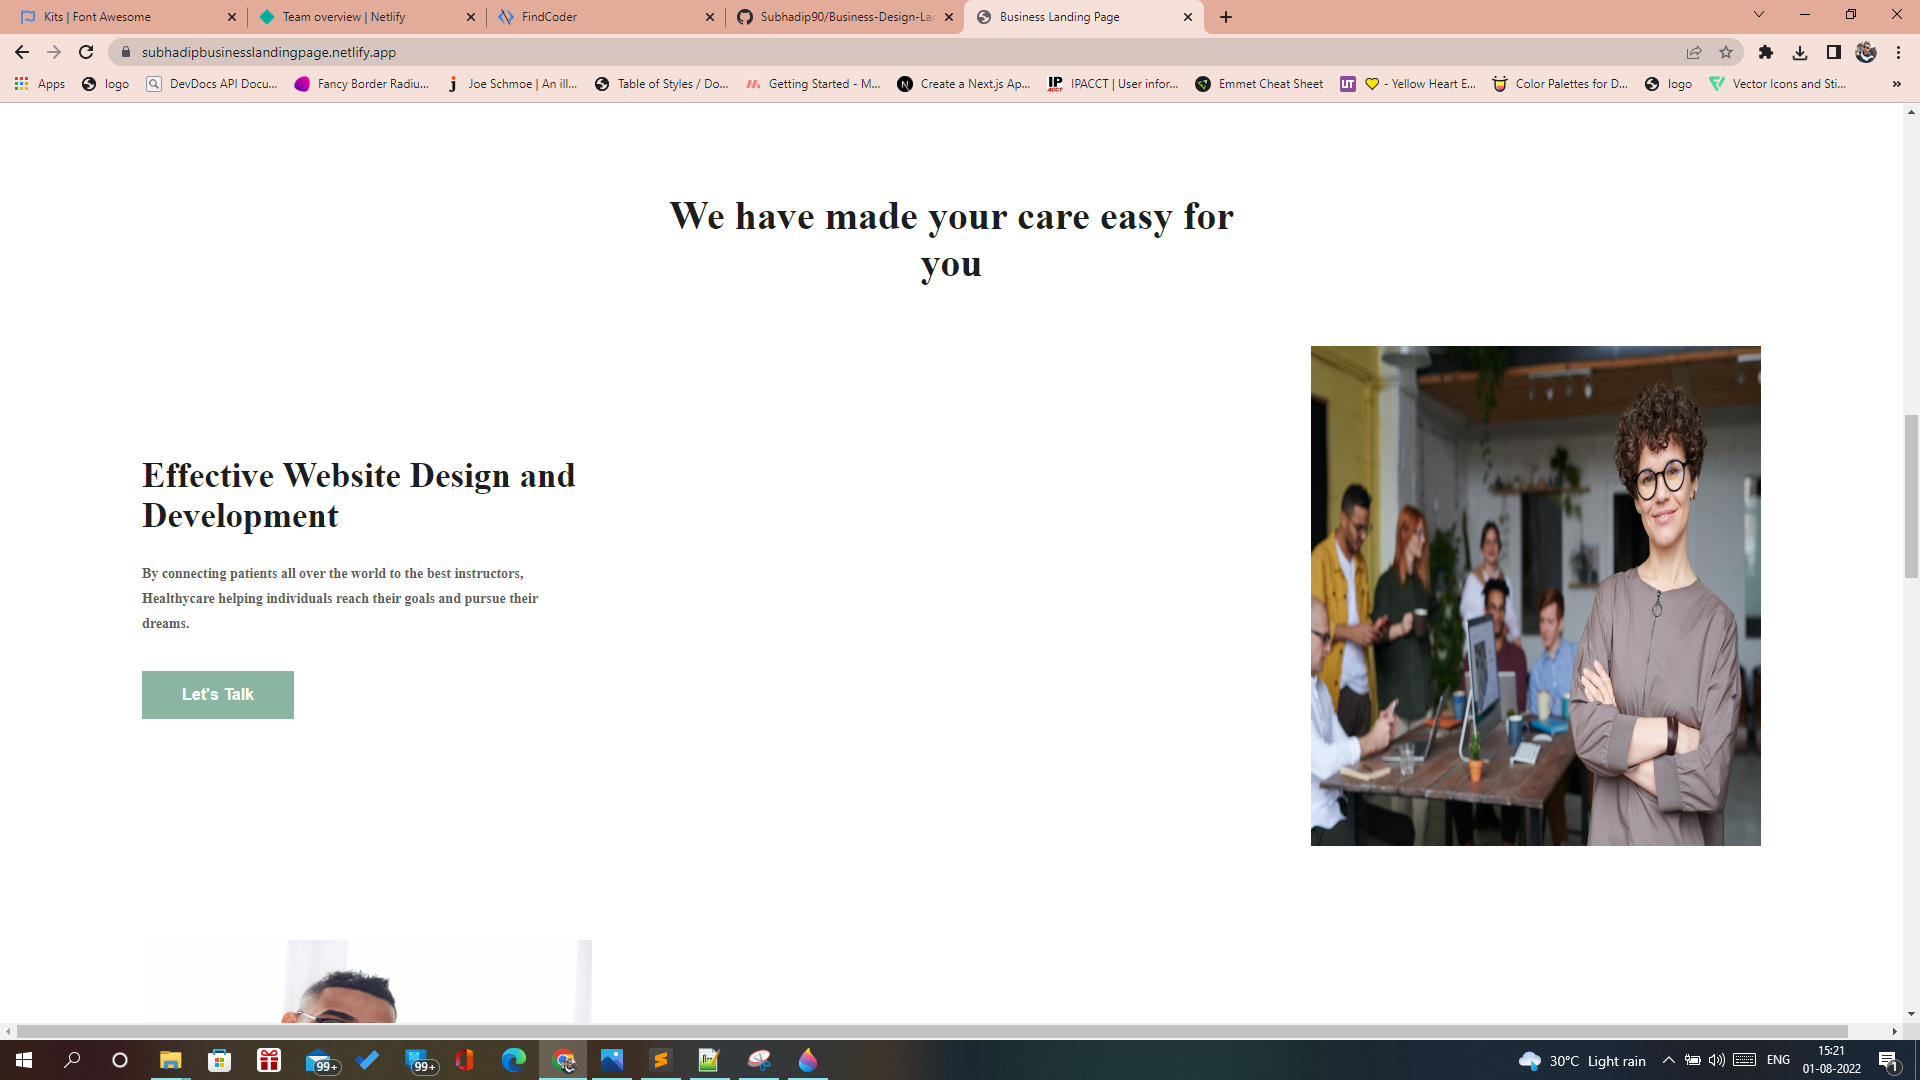 Kits | Font Awesome
Team overview | Netlify
FindCoder
Subhadip90/Business-Design-Lar
Business Landing Page
subhadipbusinesslandingpage.netlify.app
Apps
logo
DevDocs API Docu...
Fancy Border Radiu...
Joe Schmoe | An ill...
Table of Styles / Do...
Getting Started - M...
Create a Next.js Ap...
IPACCT | User infor...
Emmet Cheat Sheet
- Yellow Heart E...
Color Palettes for D...
logo
Vector Icons and Sti...
We have made your care easy for
you
Effective Website Design and
Development
By connecting patients all over the world to the best instructors,
Healthycare helping individuals reach their goals and pursue their
dreams.
Let's Talk
99+
99+
30°C Light rain
ENG
15:21
01-08-2022
1